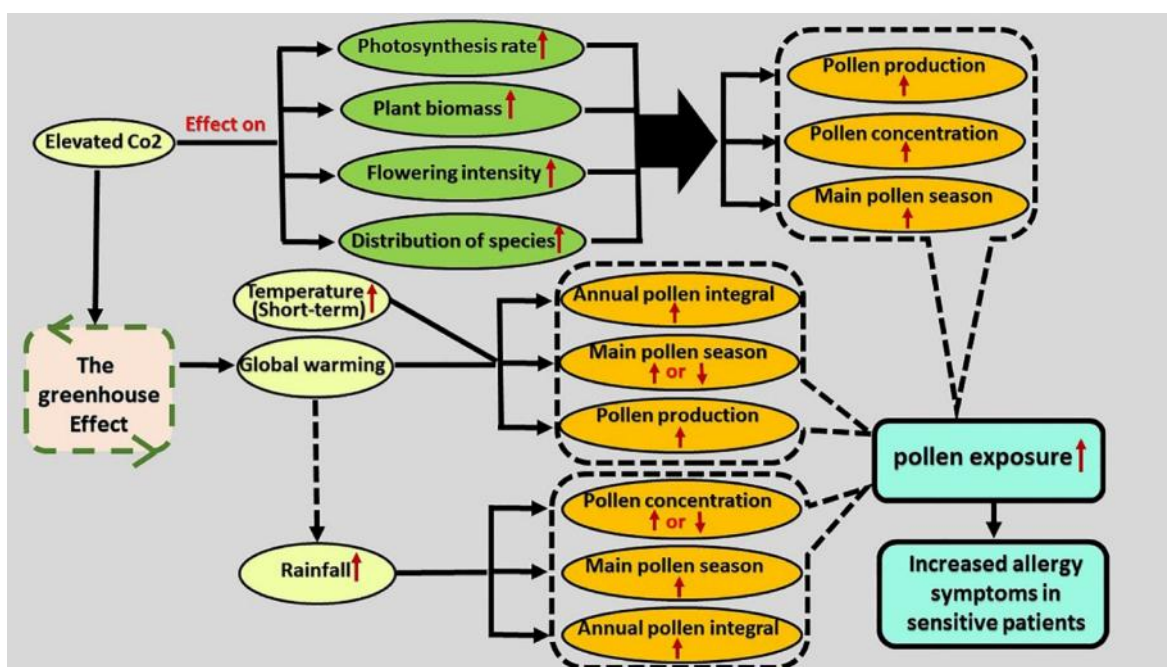 Elevated Co2
Effect on
Photosynthesis rate ↑
Plant biomass ↑
Flowering intensity ↑
Distribution of species ↑
Pollen production
↑
Pollen concentration
↑
Main pollen season
↑
The
greenhouse
Effect
Temperature ↑
(Short-term)
Global warming
Annual pollen integral
↑
Main pollen season
↑ or ↓
Pollen production
↑
Rainfall ↑
Pollen concentration
↑ or ↓
Main pollen season
↑
Annual pollen integral
↑
pollen exposure ↑
Increased allergy
symptoms in
sensitive patients